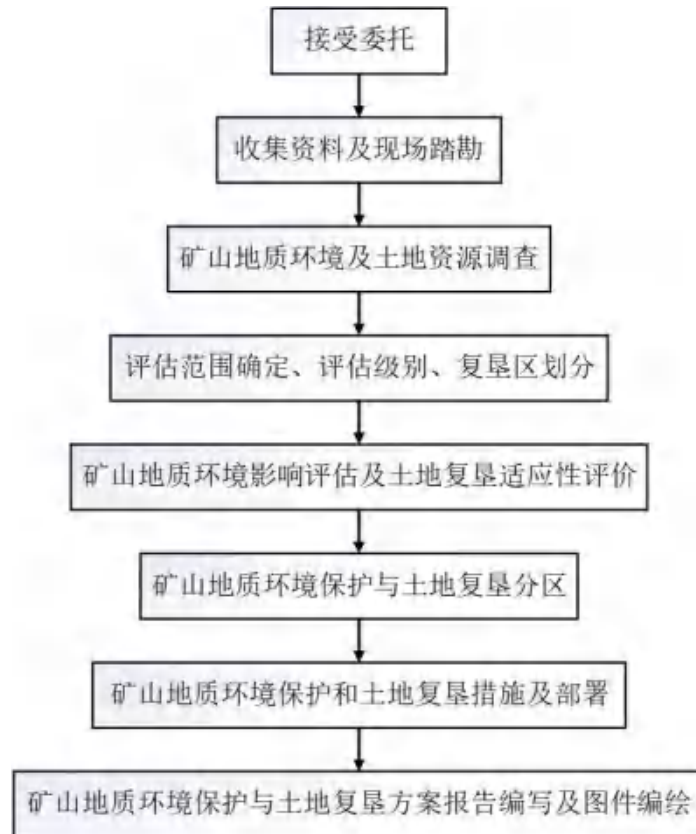 接受委托
收集资料及现场踏勘
矿山地质环境及土地资源调查
评估范围确定、评估级别、复垦区划分
矿山地质环境影响评估及土地复垦适应性评价
矿山地质环境保护与土地复垦分区
矿山地质环境保护和土地复垦措施及部署
矿山地质环境保护与土地复垦方案报告编写及图件编绘